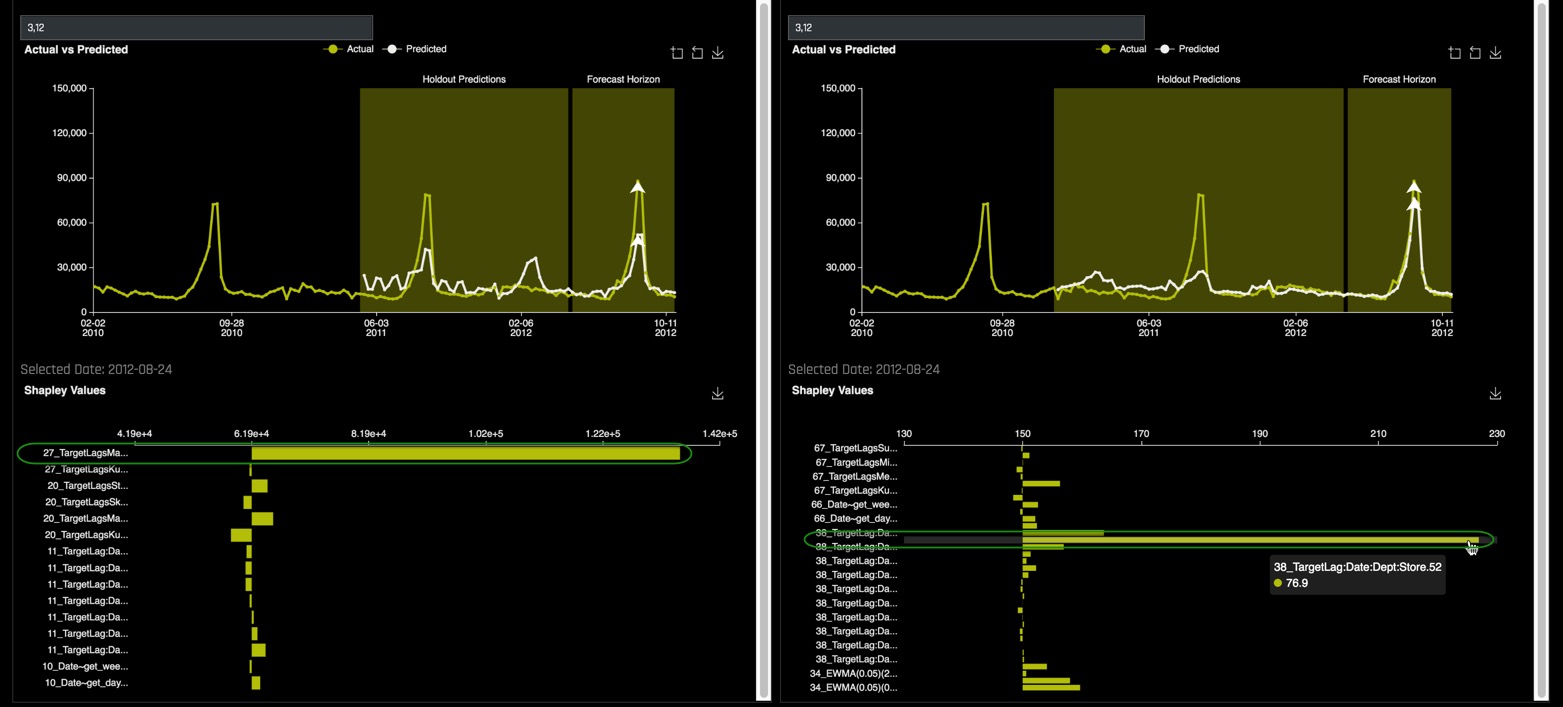 3,12
Actual vs Predicted
Actual
Predicted
Holdout Predictions
Forecast Horizon
150,000
120,000
90,000
60,000
30,000
0
02-02 2010
09-28 2010
06-03 2011
02-06 2012
10-11 2012
Selected Date: 2012-08-24
Shapley Values
4.19e+4
6.19e+4
8.19e+4
1.02e+5
1.22e+5
1.42e+5
27_TargetLagsMa...
27_TargetLagsKu...
20_TargetLagsSt...
20_TargetLagsSk...
20_TargetLagsMa...
20_TargetLagsKu...
11_TargetLag:Da...
11_TargetLag:Da...
11_TargetLag:Da...
11_TargetLag:Da...
11_TargetLag:Da...
11_TargetLag:Da...
11_TargetLag:Da...
10_Date~get_wee...
10_Date~get_day...
3,12
Actual vs Predicted
Actual
Predicted
Holdout Predictions
Forecast Horizon
150,000
120,000
90,000
60,000
30,000
0
02-02 2010
09-28 2010
06-03 2011
02-06 2012
10-11 2012
Selected Date: 2012-08-24
Shapley Values
130
150
170
190
210
230
67_TargetLagsSu...
67_TargetLagsMi...
67_TargetLagsMe...
67_TargetLagsKu...
66_Date~get_wee...
66_Date~get_day...
38_TargetLag:Da...
38_TargetLag:Da...
38_TargetLag:Da...
38_TargetLag:Da...
38_TargetLag:Da...
38_TargetLag:Da...
38_TargetLag:Da...
38_TargetLag:Da...
38_TargetLag:Da...
38_TargetLag:Da...
34_EWMA(0.05)(2...
34_EWMA(0.05)(0...
38_TargetLag:Date:Dept:Store.52
76.9